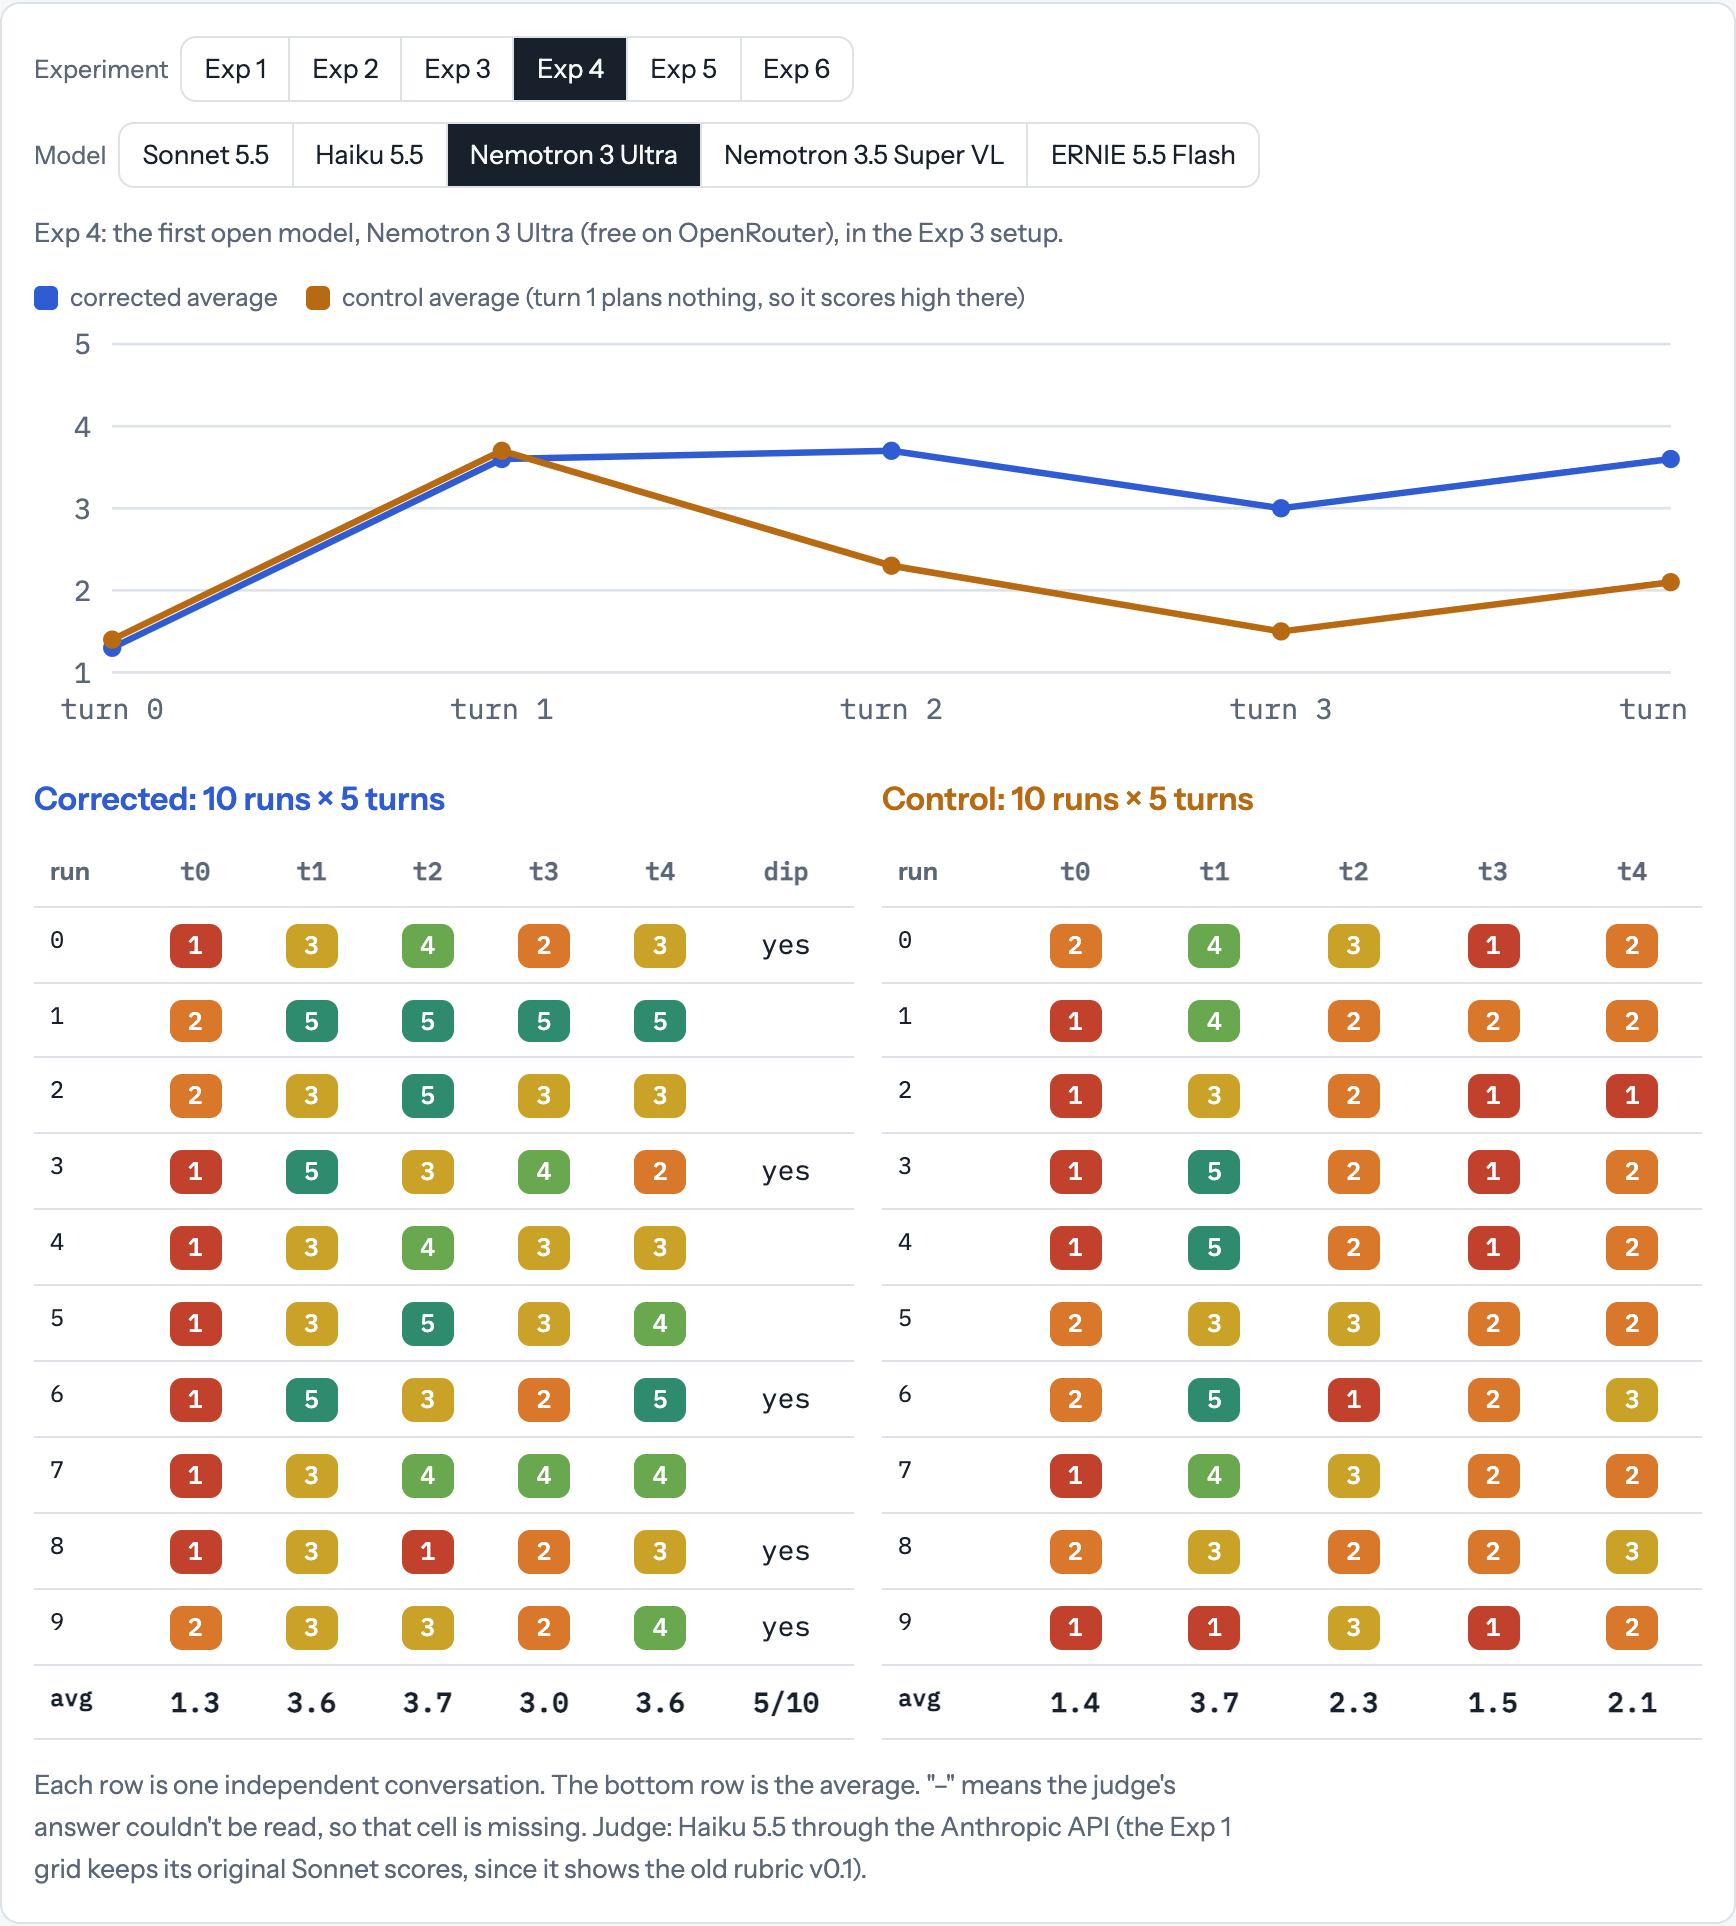 Experiment Exp 1 Exp 2 Exp 3 Exp 4 Exp 5 Exp 6
Model Sonnet 5.5 Haiku 5.5 Nemotron 3 Ultra Nemotron 3.5 Super VL ERNIE 5.5 Flash
Exp 4: the first open model, Nemotron 3 Ultra (free on OpenRouter), in the Exp 3 setup.
corrected average control average (turn 1 plans nothing, so it scores high there)
5
4
3
2
1
turn 0 turn 1 turn 2 turn 3 turn
Corrected: 10 runs × 5 turns
run t0 t1 t2 t3 t4 dip
0 1 3 4 2 3 yes
1 2 5 5 5 5
2 2 3 5 3 3
3 1 5 3 4 2 yes
4 1 3 4 3 3
5 1 3 5 3 4
6 1 5 3 2 5 yes
7 1 3 4 4 4
8 1 3 1 2 3 yes
9 2 3 3 2 4 yes
avg 1.3 3.6 3.7 3.0 3.6 5/10
Control: 10 runs × 5 turns
run t0 t1 t2 t3 t4
0 2 4 3 1 2
1 1 4 2 2 2
2 1 3 2 1 1
3 1 5 2 1 2
4 1 5 2 1 2
5 2 3 3 2 2
6 2 5 1 2 3
7 1 4 3 2 2
8 2 3 2 2 3
9 1 1 3 1 2
avg 1.4 3.7 2.3 1.5 2.1
Each row is one independent conversation. The bottom row is the average. "–" means the judge's
answer couldn't be read, so that cell is missing. Judge: Haiku 5.5 through the Anthropic API (the Exp 1
grid keeps its original Sonnet scores, since it shows the old rubric v0.1).